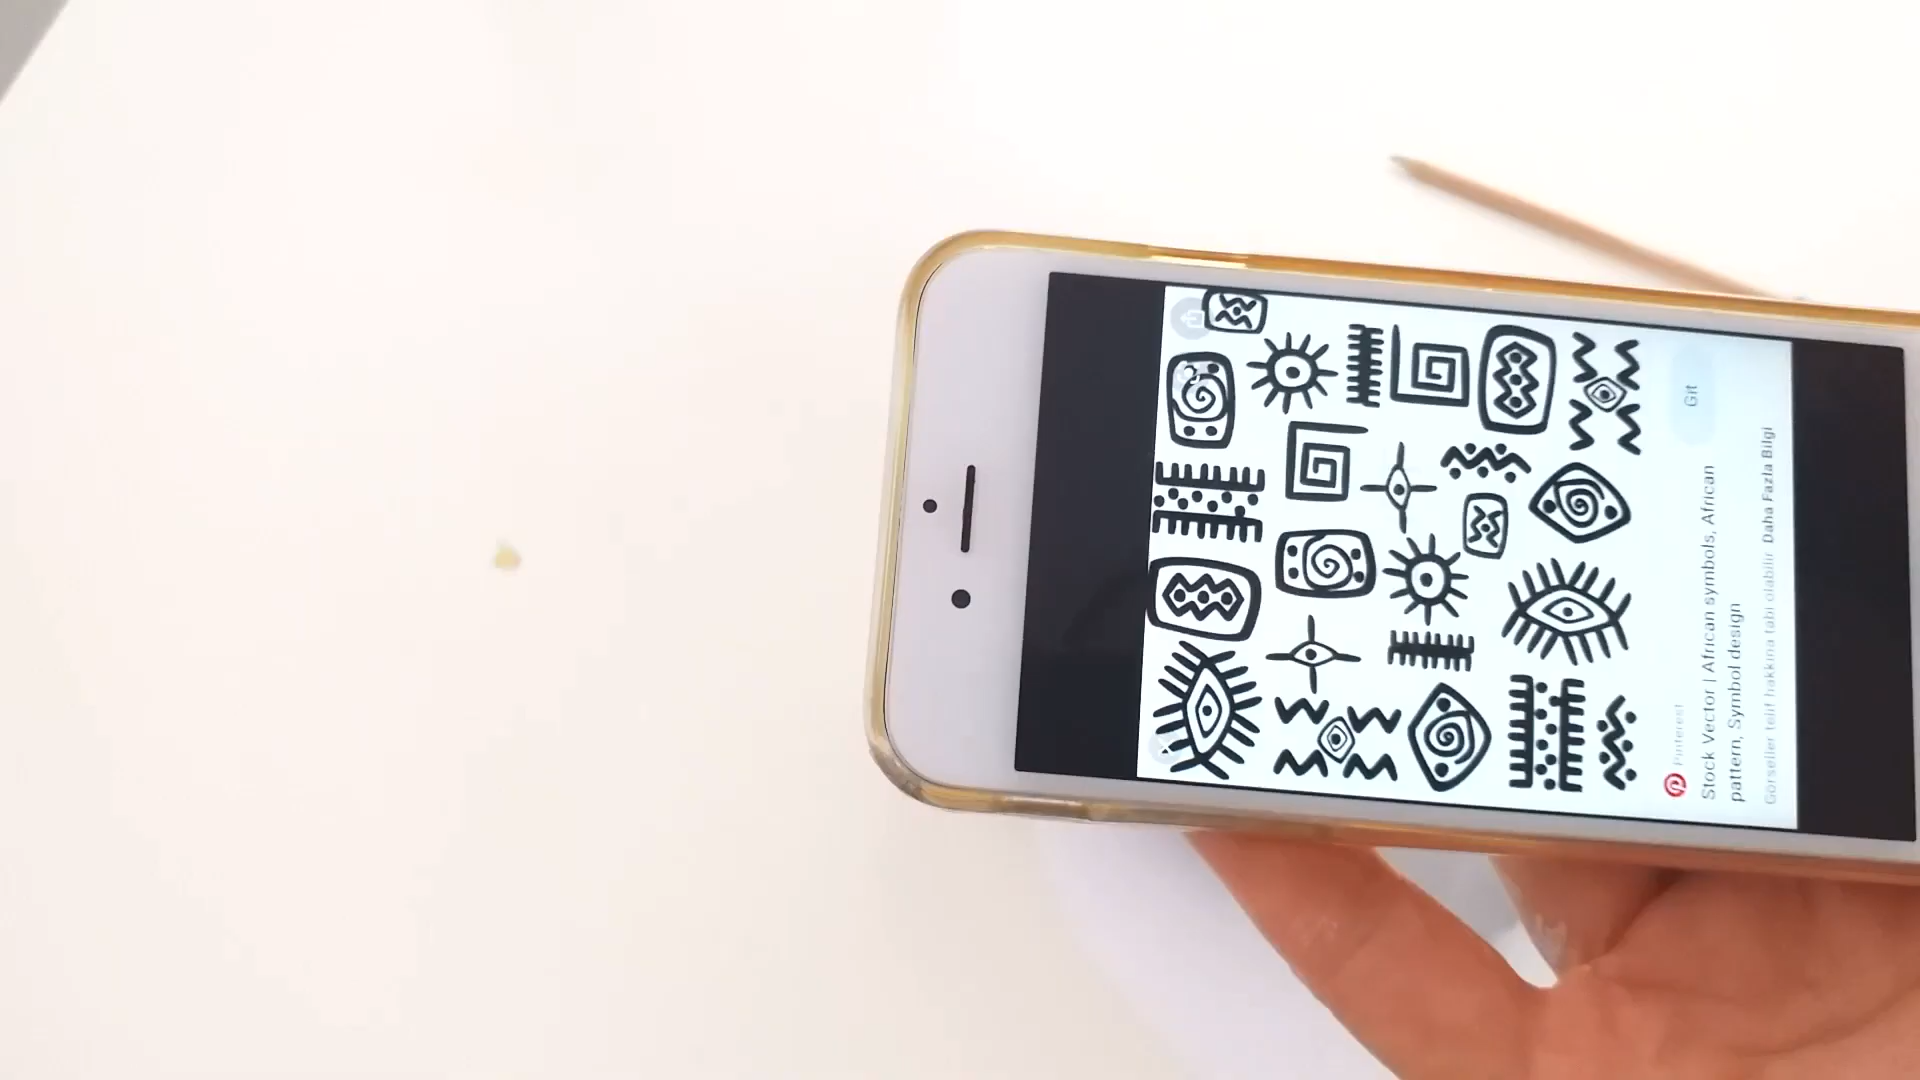 Pinterest
Stock Vector | African symbols, African
pattern, Symbol design
Görseller telif hakkına tabi olabilir Daha Fazla Bilgi
Git